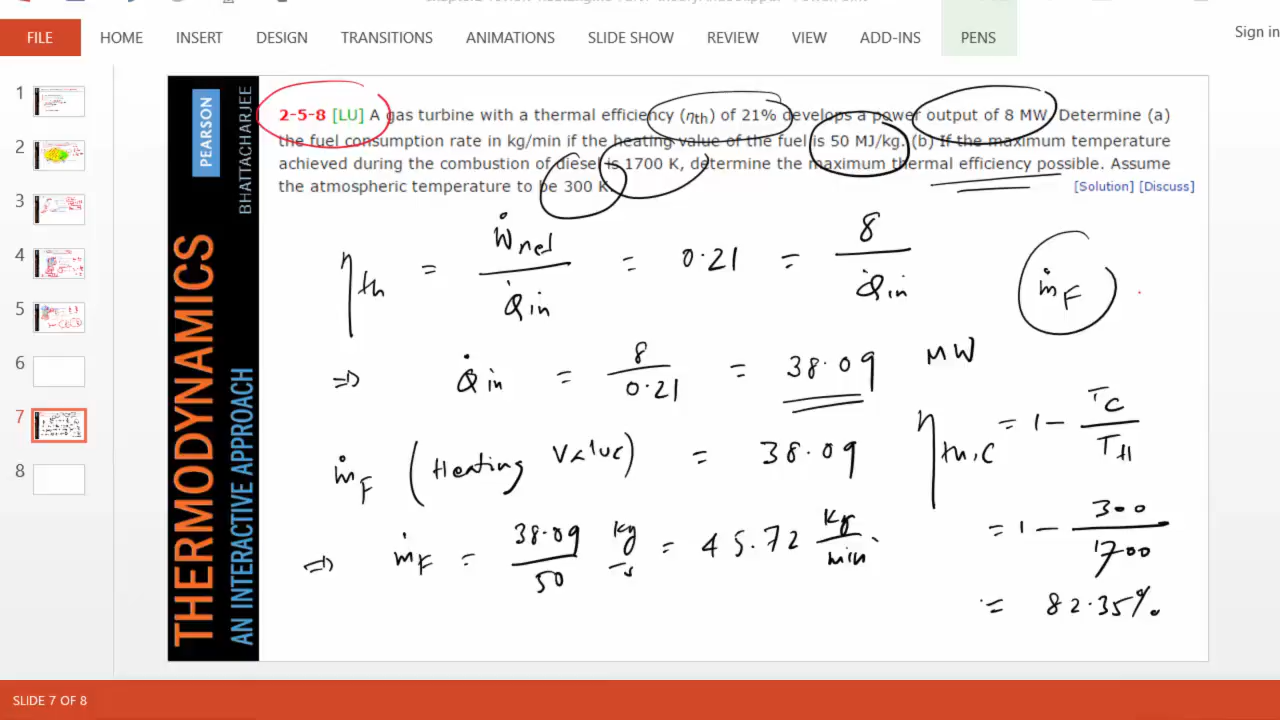 FILE HOME INSERT DESIGN TRANSITIONS ANIMATIONS SLIDE SHOW REVIEW VIEW ADD-INS PENS Sign in
1
2
3
4
5
6
7
8
PEARSON
BHATTACHARJEE
THERMODYNAMICS
AN INTERACTIVE APPROACH
2-5-8 [LU] A gas turbine with a thermal efficiency (ηth) of 21% develops a power output of 8 MW. Determine (a)
the fuel consumption rate in kg/min if the heating value of the fuel is 50 MJ/kg. (b) If the maximum temperature
achieved during the combustion of diesel is 1700 K, determine the maximum thermal efficiency possible. Assume
the atmospheric temperature to be 300 K.
[Solution] [Discuss]
ηth = Ẇnet / Q̇in = 0.21 = 8 / Q̇in
ṁF
⇒ Q̇in = 8 / 0.21 = 38.09 MW
ṁF (Heating Value) = 38.09
⇒ ṁF = 38.09 / 50 kg / s = 45.72 kg / min.
ηth,C = 1 - TC / TH
= 1 - 300 / 1700
= 82.35%.
SLIDE 7 OF 8